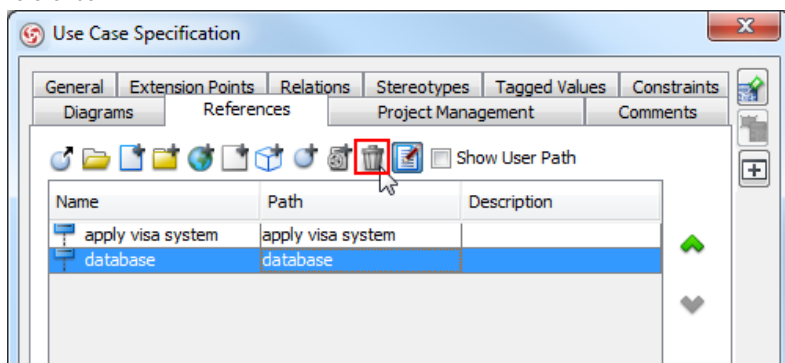 Use Case Specification
General Extension Points Relations Stereotypes Tagged Values Constraints
Diagrams References Project Management Comments
Show User Path
Name Path Description
apply visa system apply visa system
database database